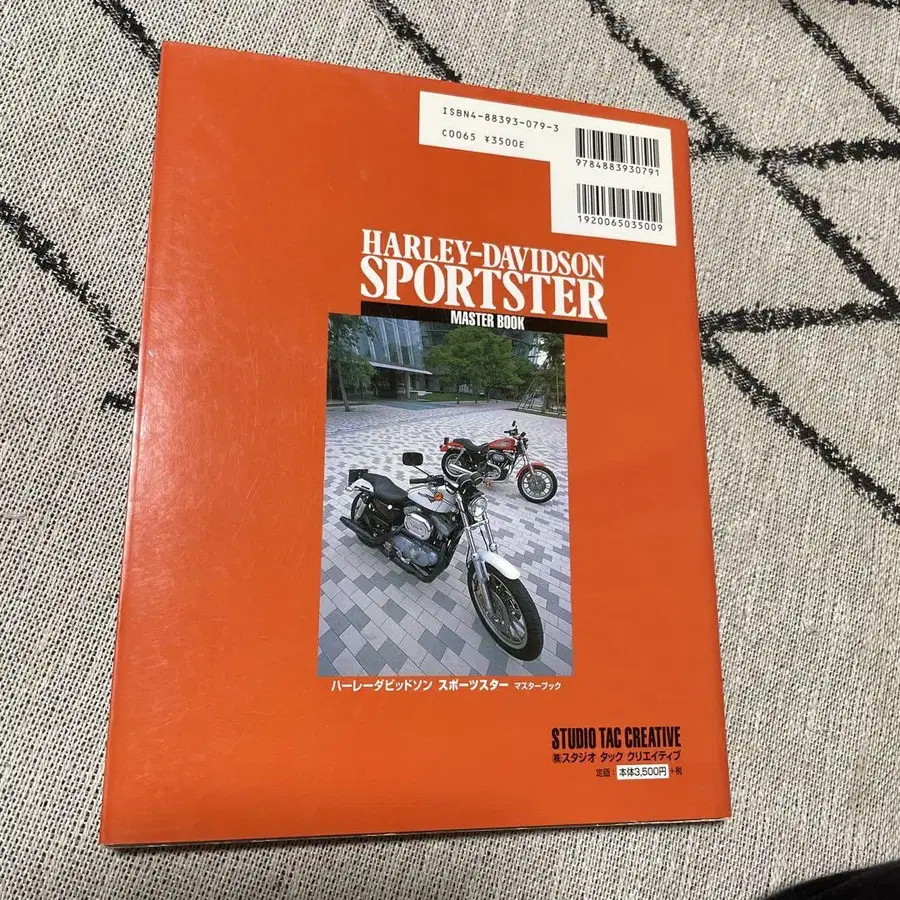 ISBN4-88393-079-3
C0065 ¥3500E
9784883930791
1920065035009
HARLEY-DAVIDSON
SPORTSTER
MASTER BOOK
ハーレーダビッドソン スポーツスター マスターブック
STUDIO TAC CREATIVE
㈱スタジオ タック クリエイティブ
定価:本体3,500円+税